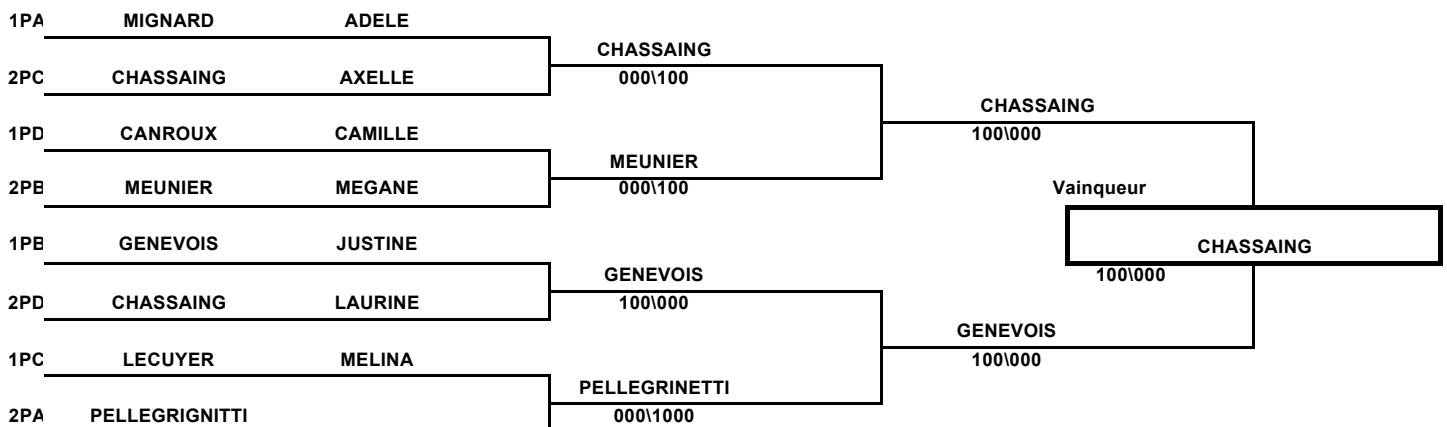 1PA MIGNARD ADELE
CHASSAING
2PC CHASSAING AXELLE 000\100
CHASSAING
1PD CANROUX CAMILLE 100\000
MEUNIER
2PB MEUNIER MEGANE 000\100 Vainqueur
1PB GENEVOIS JUSTINE CHASSAING
GENEVOIS 100\000
2PD CHASSAING LAURINE 100\000
GENEVOIS
1PC LECUYER MELINA 100\000
PELLEGRINETTI
2PA PELLEGRIGNITTI 000\1000